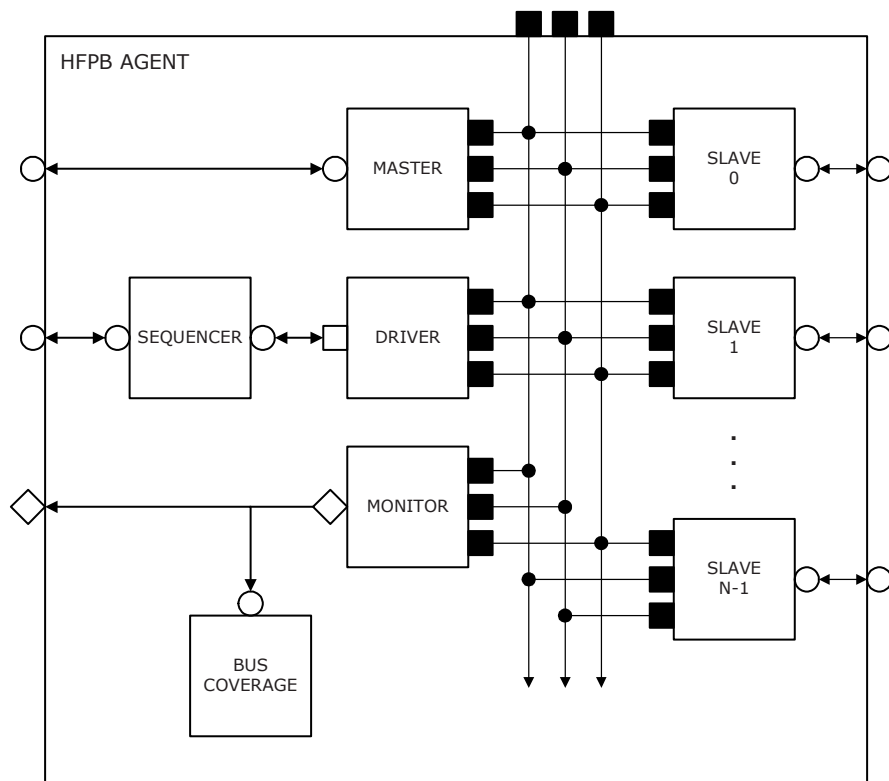 HFPB AGENT
MASTER
SLAVE
0
SEQUENCER
DRIVER
SLAVE
1
.
.
.
MONITOR
SLAVE
N-1
BUS
COVERAGE